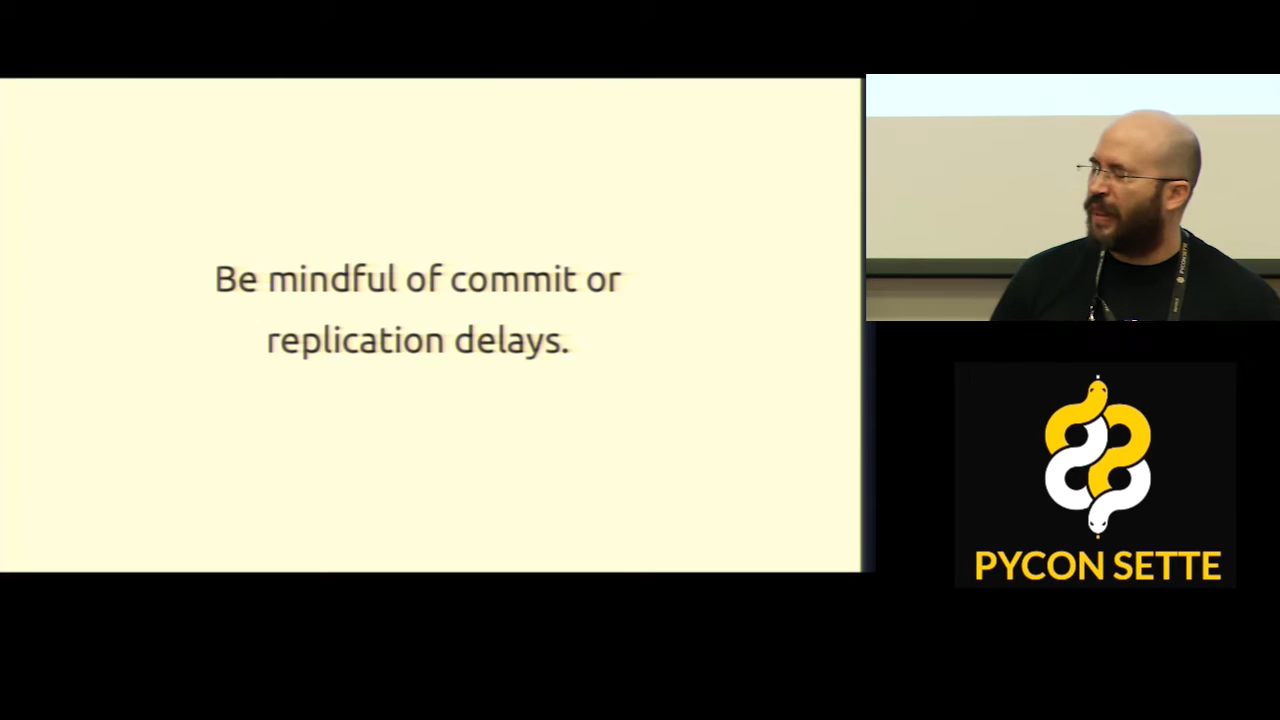 Be mindful of commit or
replication delays.
PYCON SETTE